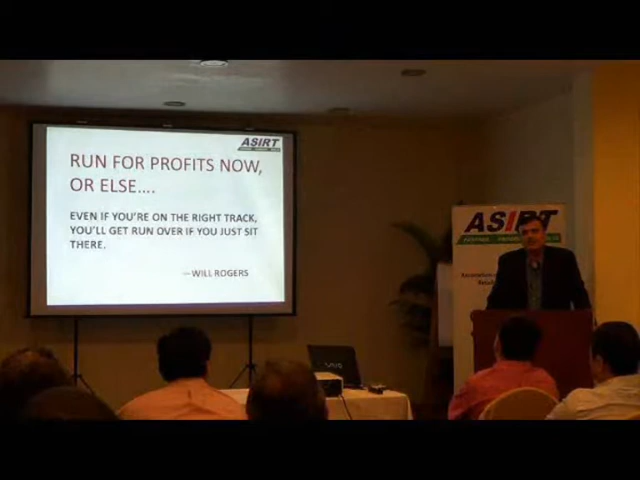 ASIRT
RUN FOR PROFITS NOW,
OR ELSE....
EVEN IF YOU'RE ON THE RIGHT TRACK,
YOU'LL GET RUN OVER IF YOU JUST SIT
THERE.
—WILL ROGERS
ASIRT
VAIO